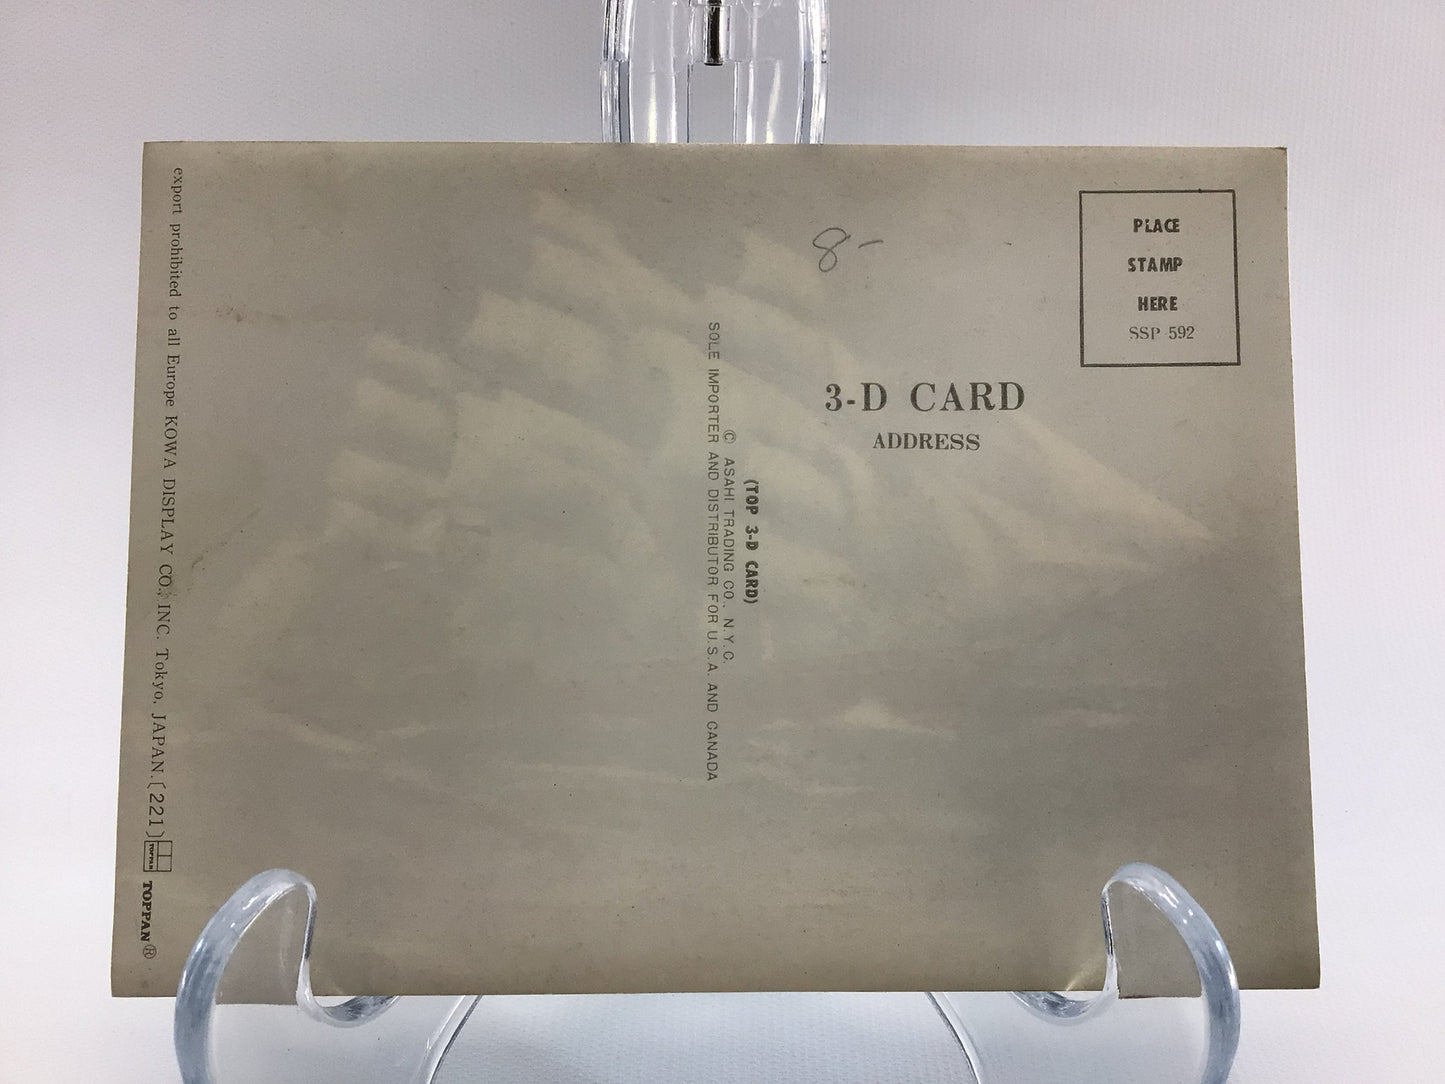 export prohibited to all Europe KOWA DISPLAY CO., INC. Tokyo, JAPAN. [221]
TOPPAN
TOPPAN®
8-
PLACE
STAMP
HERE
SSP 592
3-D CARD
ADDRESS
(TOP 3-D CARD)
© ASAHI TRADING CO., N.Y.C.
SOLE IMPORTER AND DISTRIBUTOR FOR U.S.A. AND CANADA